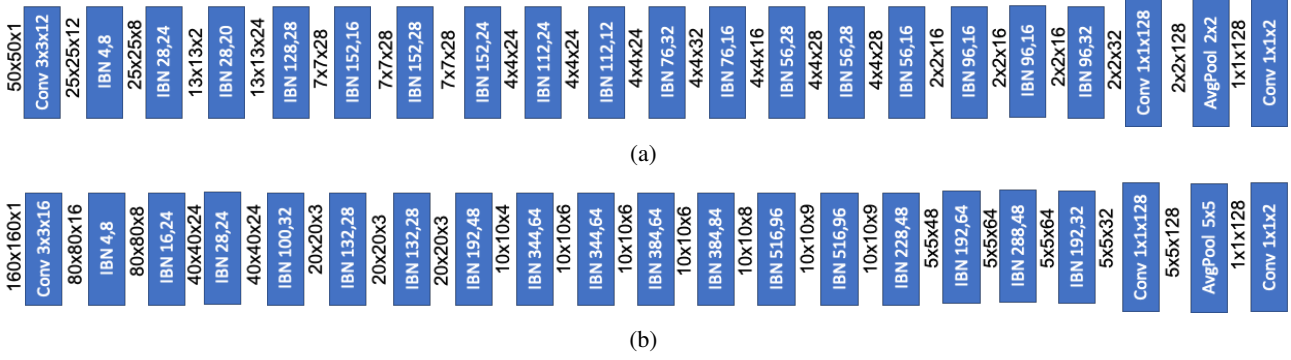 50x50x1
Conv 3x3x12
25x25x12
IBN 4,8
25x25x8
IBN 28,24
13x13x2
IBN 28,20
13x13x24
IBN 128,28
7x7x28
IBN 152,16
7x7x28
IBN 152,28
7x7x28
IBN 152,24
4x4x24
IBN 112,24
4x4x24
IBN 112,12
4x4x24
IBN 76,32
4x4x32
IBN 76,16
4x4x16
IBN 56,28
4x4x28
IBN 56,28
4x4x28
IBN 56,16
2x2x16
IBN 96,16
2x2x16
IBN 96,16
2x2x16
IBN 96,32
2x2x32
Conv 1x1x128
2x2x128
AvgPool 2x2
1x1x128
Conv 1x1x2
(a)
160x160x1
Conv 3x3x16
80x80x16
IBN 4,8
80x80x8
IBN 16,24
40x40x24
IBN 28,24
40x40x24
IBN 100,32
20x20x3
IBN 132,28
20x20x3
IBN 132,28
20x20x3
IBN 192,48
10x10x4
IBN 344,64
10x10x6
IBN 344,64
10x10x6
IBN 384,64
10x10x6
IBN 384,84
10x10x8
IBN 516,96
10x10x9
IBN 516,96
10x10x9
IBN 228,48
5x5x48
IBN 192,64
5x5x64
IBN 288,48
5x5x64
IBN 192,32
5x5x32
Conv 1x1x128
5x5x128
AvgPool 5x5
1x1x128
Conv 1x1x2
(b)